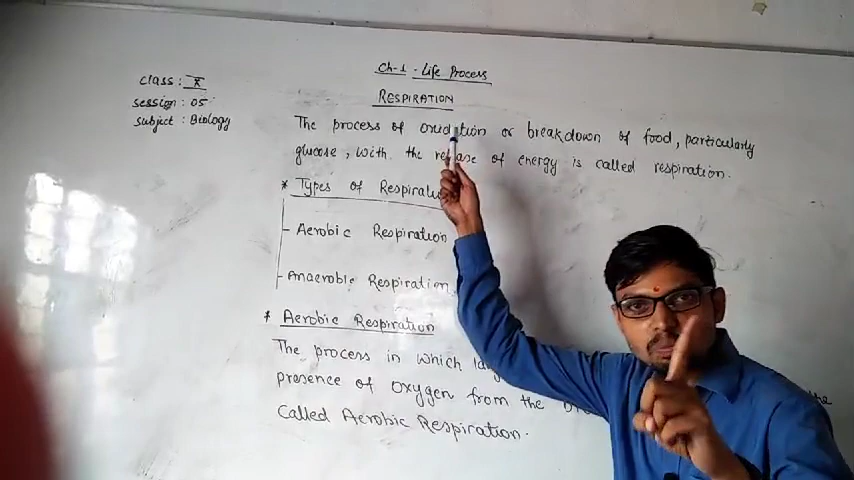 Ch-1 - Life Process
Class : X
RESPIRATION
Session : 05
Subject : Biology
The process of oxidation or breakdown of food, particularly
glucose, with the release of energy is called respiration.
* Types of
- Aerobic Respiration
- Anaerobic Respiration
* Aerobic Respiration
The process in which
presence of oxygen from the
called Aerobic Respiration.